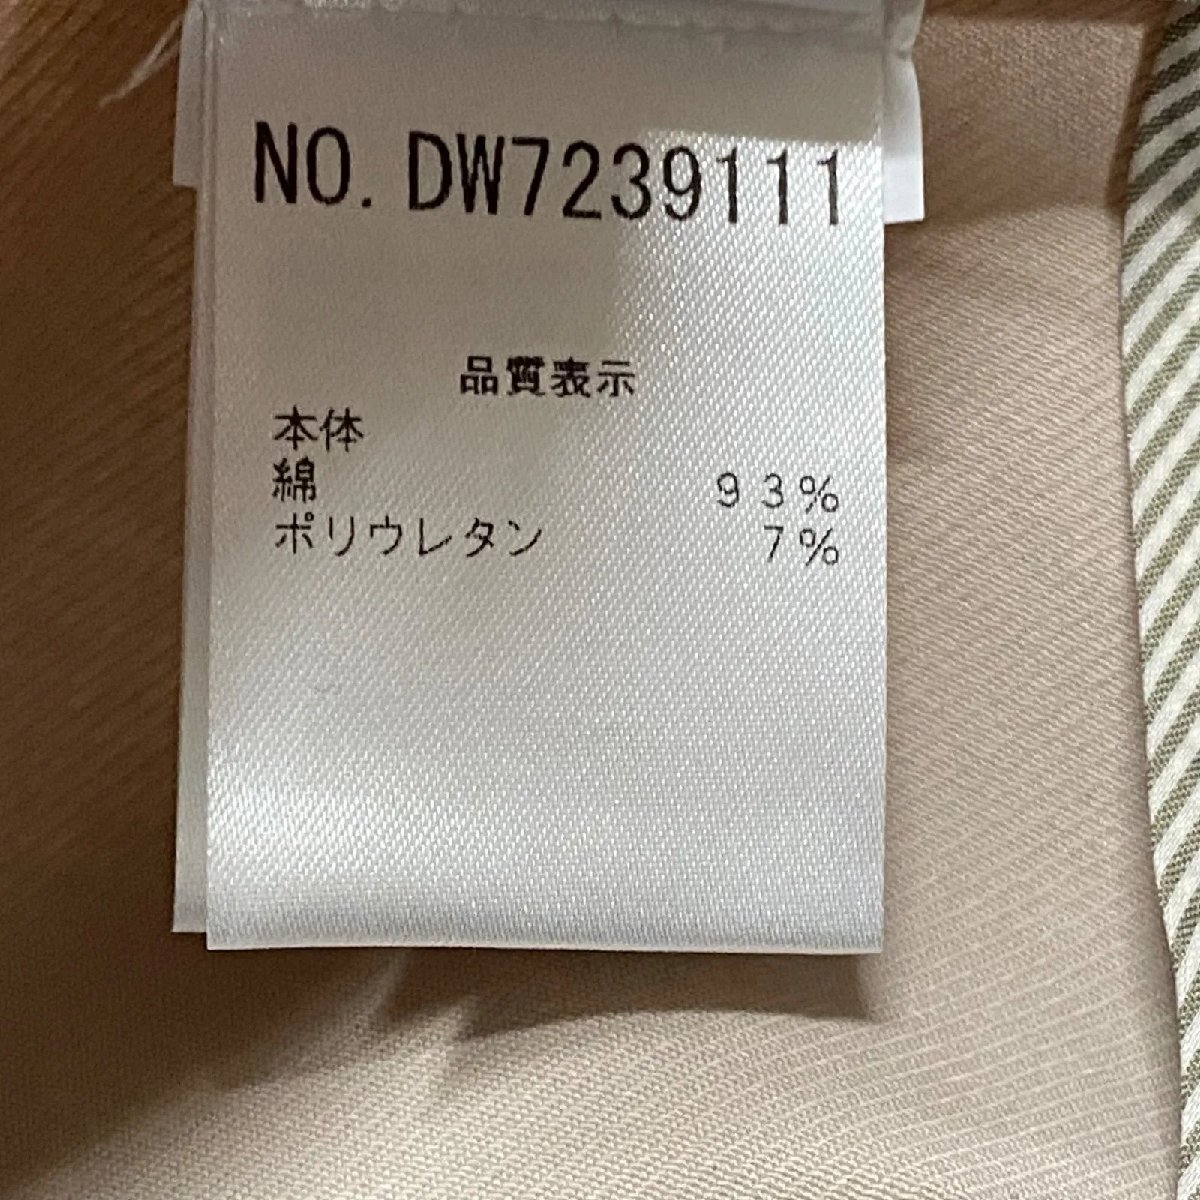 NO. DW7239111
品質表示
本体
綿 93%
ポリウレタン 7%